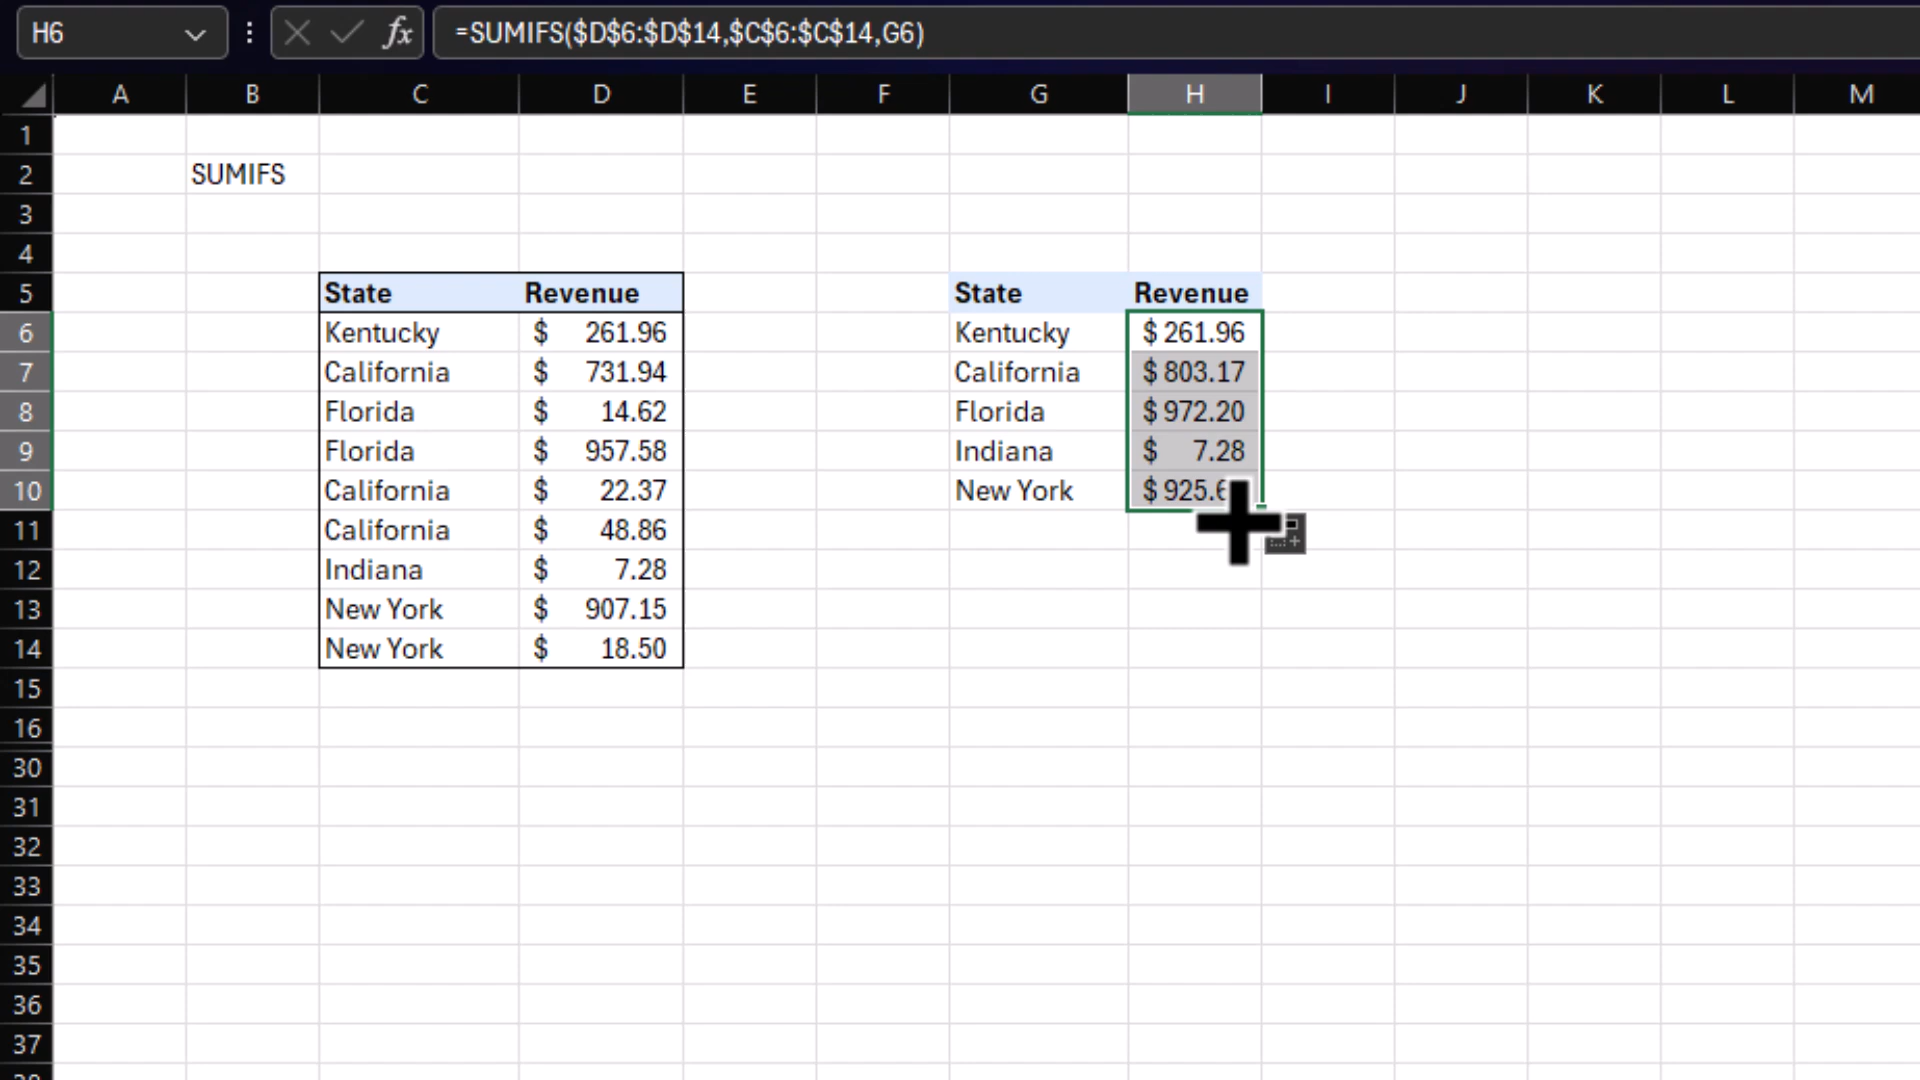 H6 fx =SUMIFS($D$6:$D$14,$C$6:$C$14,G6)
A B C D E F G H I J K L M
1
2 SUMIFS
3
4
5 State Revenue State Revenue
6 Kentucky $ 261.96 Kentucky $ 261.96
7 California $ 731.94 California $ 803.17
8 Florida $ 14.62 Florida $ 972.20
9 Florida $ 957.58 Indiana $ 7.28
10 California $ 22.37 New York
11 California $ 48.86
12 Indiana $ 7.28
13 New York $ 907.15
14 New York $ 18.50
15
16
30
31
32
33
34
35
36
37